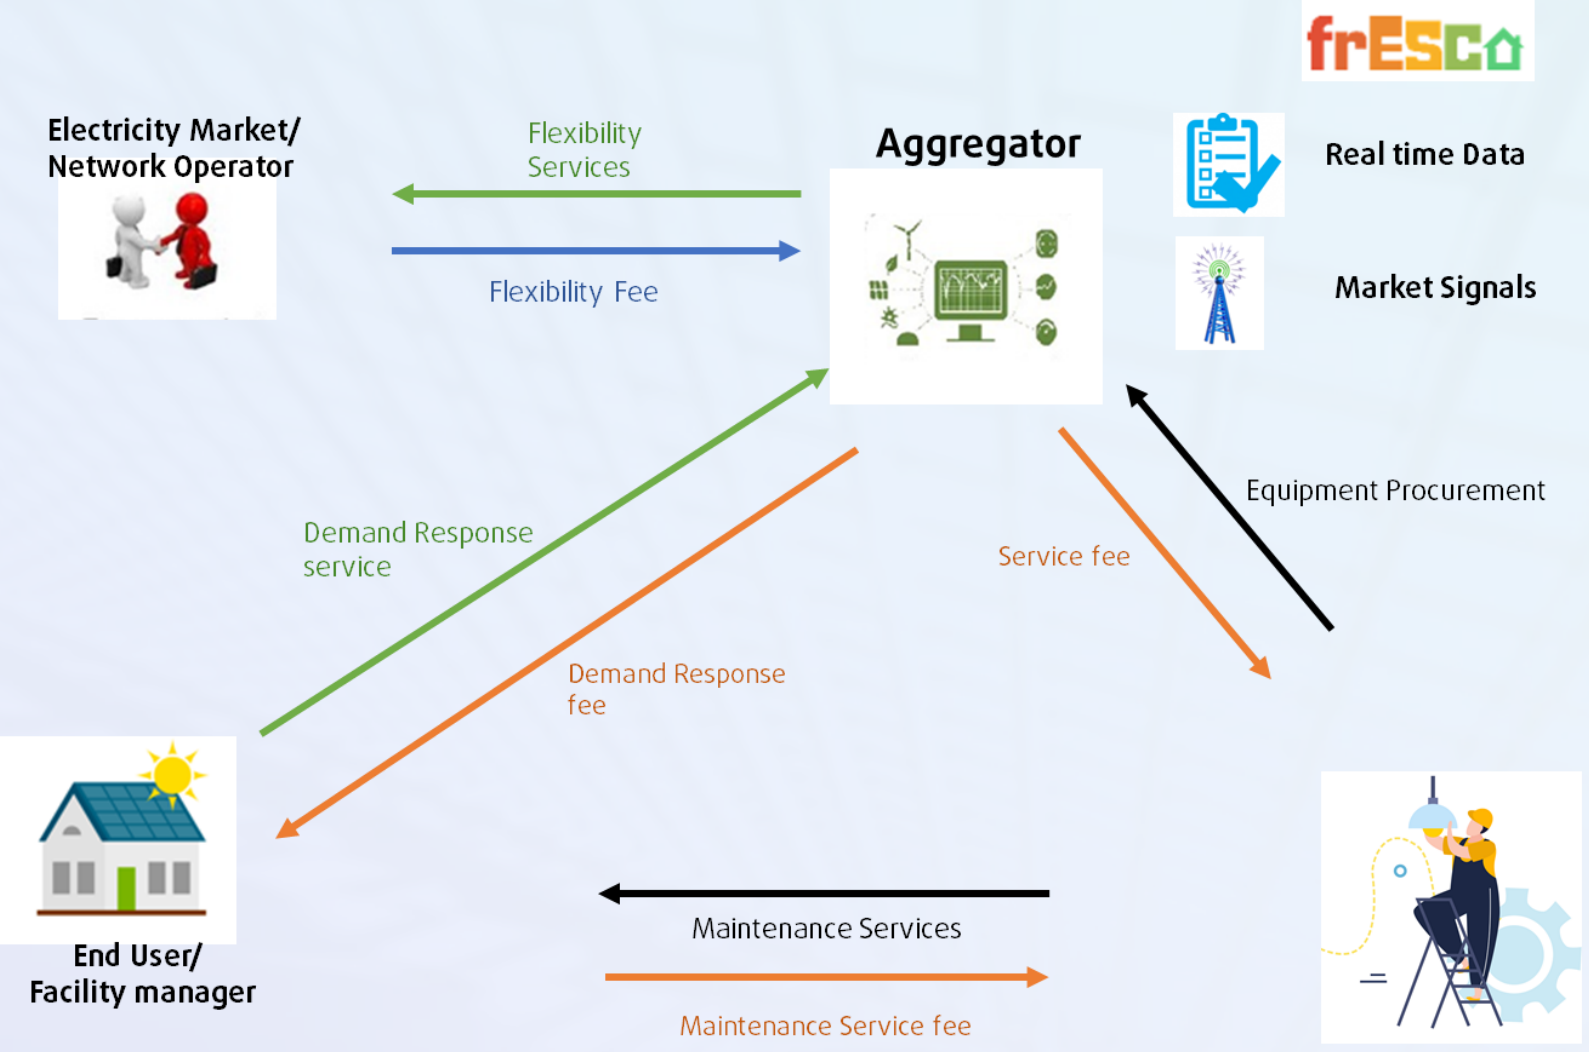 frESCo
Electricity Market/
Network Operator
Flexibility
Services
Flexibility Fee
Aggregator
Real time Data
Market Signals
Equipment Procurement
Service fee
Demand Response
service
Demand Response
fee
End User/
Facility manager
Maintenance Services
Maintenance Service fee